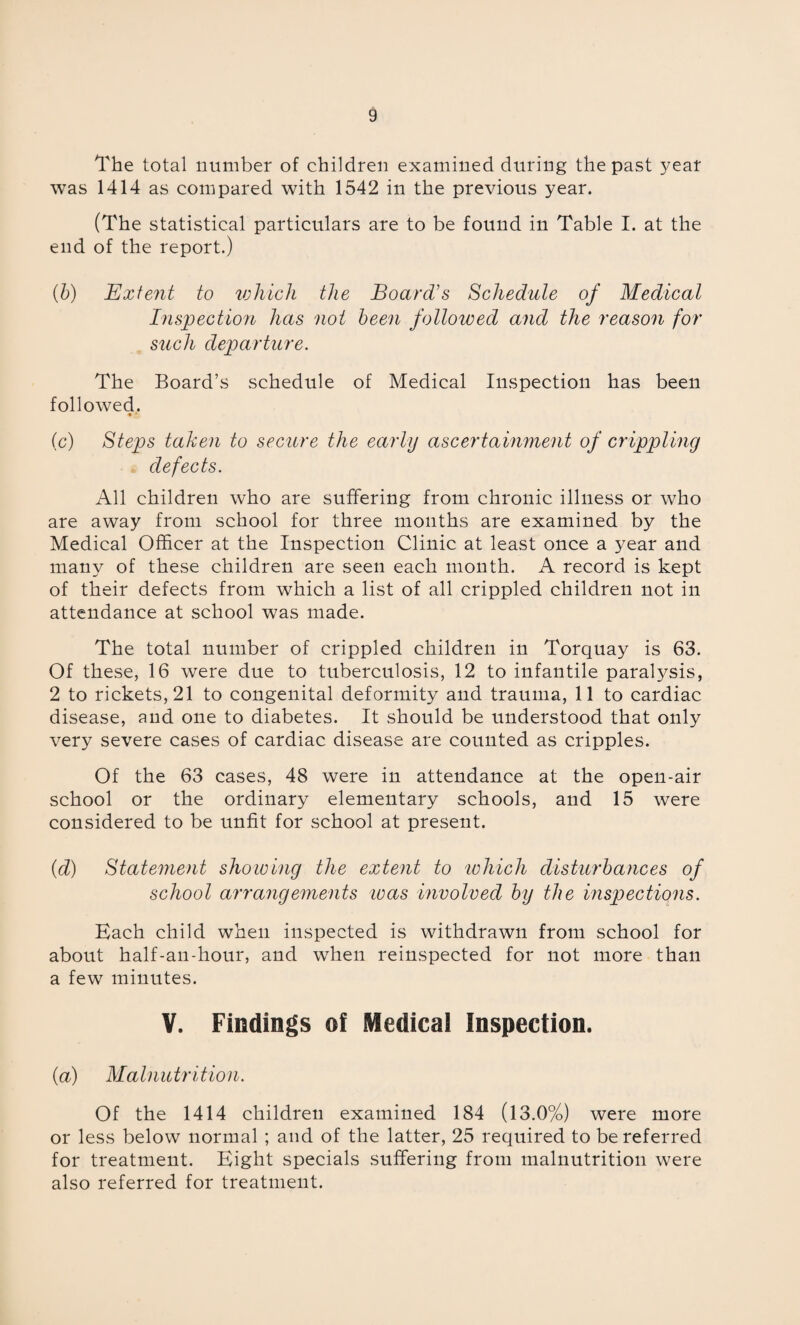 9
The total number of children examined during the past year
was 1414 as compared with 1542 in the previous year.
(The statistical particulars are to be found in Table I. at the
end of the report.)
(b) Extent to which the Board's Schedule of Medical
Inspection has not been followed and the reason for
such departure.
The Board's schedule of Medical Inspection has been
followed.
(c) Steps taken to secure the early ascertainment of crippling
defects.
All children who are suffering from chronic illness or who
are away from school for three months are examined by the
Medical Officer at the Inspection Clinic at least once a year and
many of these children are seen each month. A record is kept
of their defects from which a list of all crippled children not in
attendance at school was made.
The total number of crippled children in Torquay is 63.
Of these, 16 were due to tuberculosis, 12 to infantile paralysis,
2 to rickets, 21 to congenital deformity and trauma, 11 to cardiac
disease, and one to diabetes. It should be understood that only
very severe cases of cardiac disease are counted as cripples.
Of the 63 cases, 48 were in attendance at the open-air
school or the ordinary elementary schools, and 15 were
considered to be unfit for school at present.
(d) Statement showing the extent to which disturbances of
school arrangements was involved by the inspections.
Each child when inspected is withdrawn from school for
about half-an-hour, and when reinspected for not more than
a few minutes.
V. Findings of Medical Inspection.
(a) Malnutrition.
Of the 1414 children examined 184 (13.0%) were more
or less below normal ; and of the latter, 25 required to be referred
for treatment. Eight specials suffering from malnutrition were
also referred for treatment.